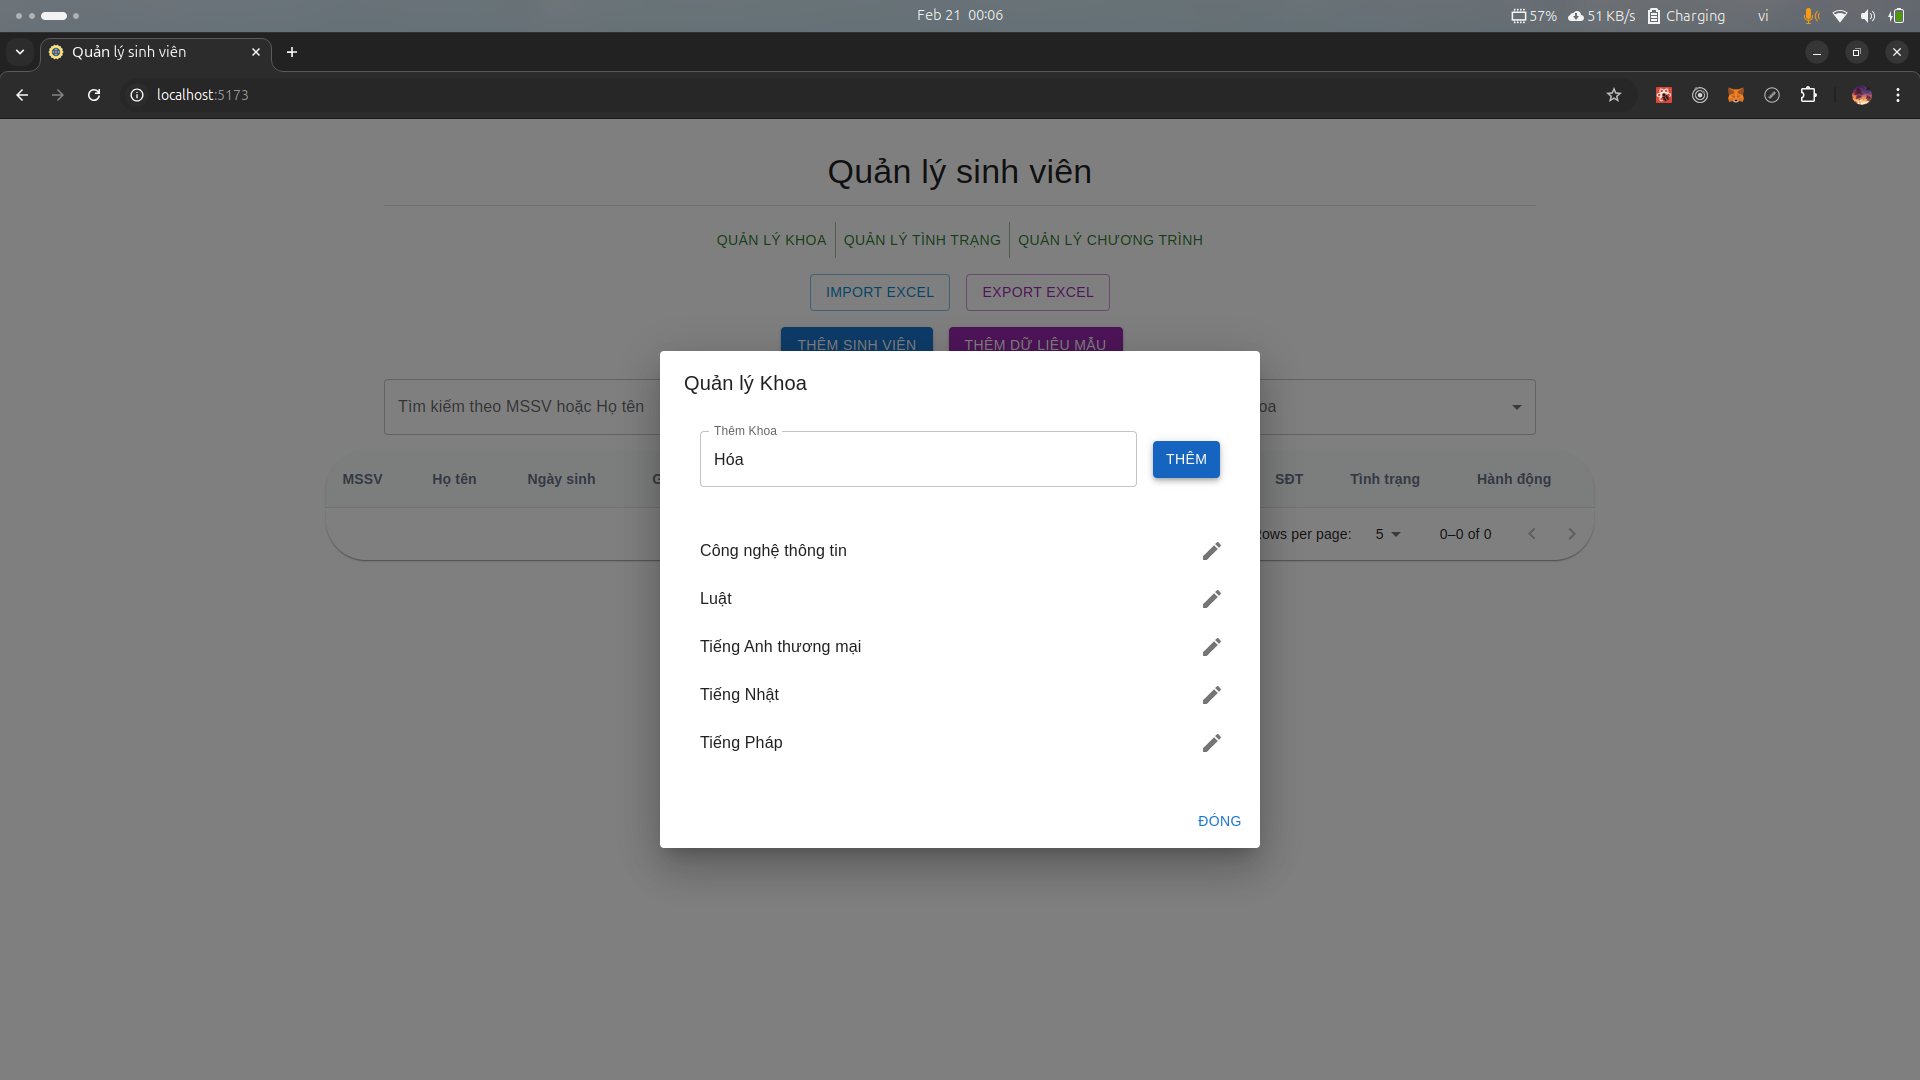 Feb 21 00:06
57% 51 KB/s Charging vi
Quản lý sinh viên
localhost:5173
Quản lý sinh viên
QUẢN LÝ KHOA QUẢN LÝ TÌNH TRẠNG QUẢN LÝ CHƯƠNG TRÌNH
IMPORT EXCEL EXPORT EXCEL
THÊM SINH VIÊN THÊM DỮ LIỆU MẪU
Tìm kiếm theo MSSV hoặc Họ tên
MSSV Họ tên Ngày sinh SĐT Tình trạng Hành động
per page: 5 0–0 of 0
Quản lý Khoa
Thêm Khoa
Hóa THÊM
Công nghệ thông tin
Luật
Tiếng Anh thương mại
Tiếng Nhật
Tiếng Pháp
ĐÓNG